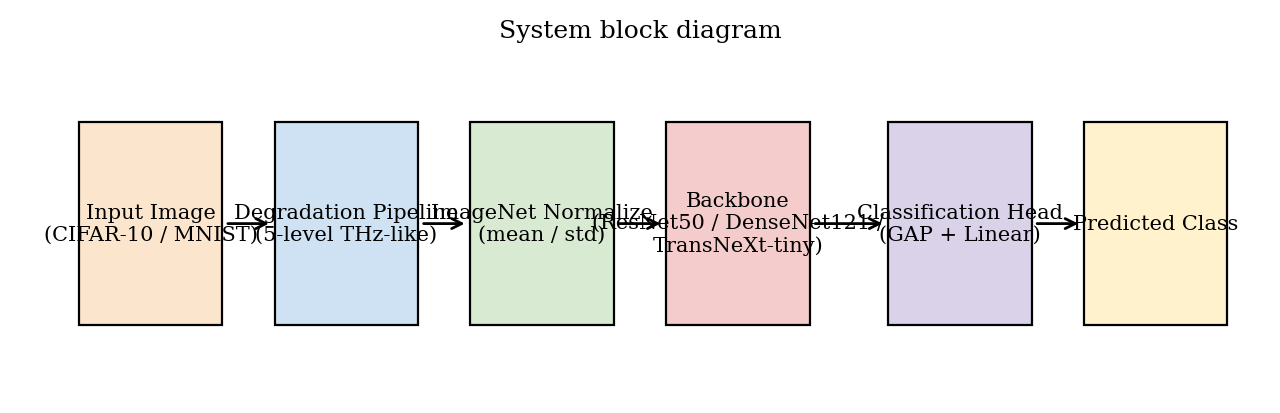 System block diagram
Input Image
(CIFAR-10 / MNIST)
Degradation Pipeline
(5-level THz-like)
ImageNet Normalize
(mean / std)
Backbone
(ResNet50 / DenseNet121 /
TransNeXt-tiny)
Classification Head
(GAP + Linear)
Predicted Class